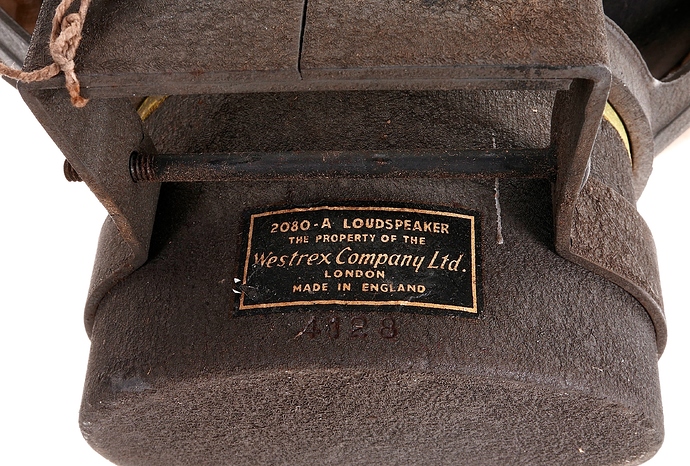 2080-A LOUDSPEAKER
THE PROPERTY OF THE
Westrex Company Ltd.
LONDON
MADE IN ENGLAND
4128